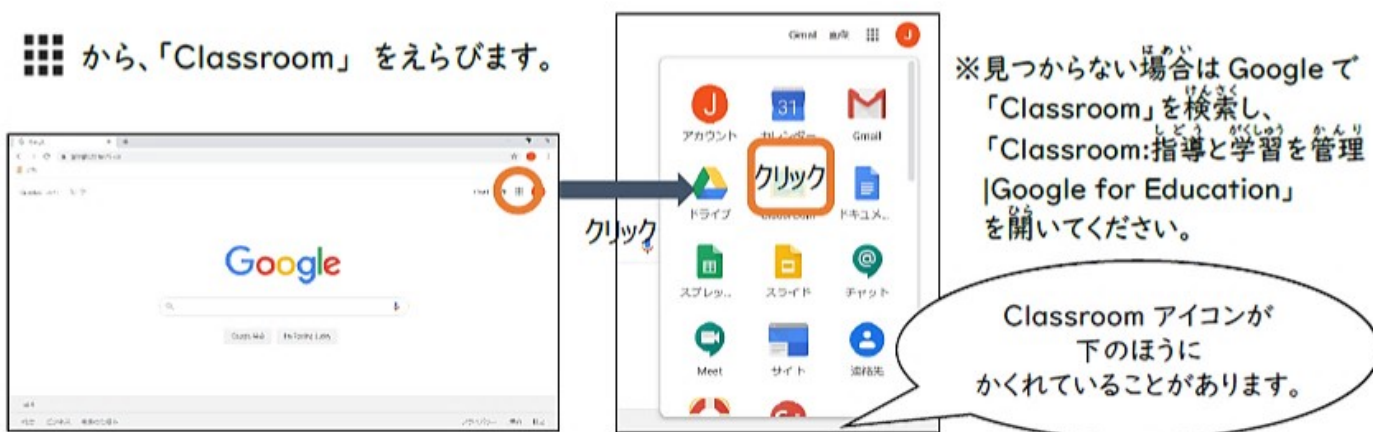 から、「Classroom」 をえらびます。
Google
クリック
Gmail 画像
J
J
31
アカウント カレンダー Gmail
クリック
ドライブ Classroom ドキュメ...
スプレッ... スライド チャット
Meet サイト 連絡先
※見つからない場合は Google で
「Classroom」を検索し、
「Classroom:指導と学習を管理
|Google for Education」
を開いてください。
Classroom アイコンが
下のほうに
かくれていることがあります。